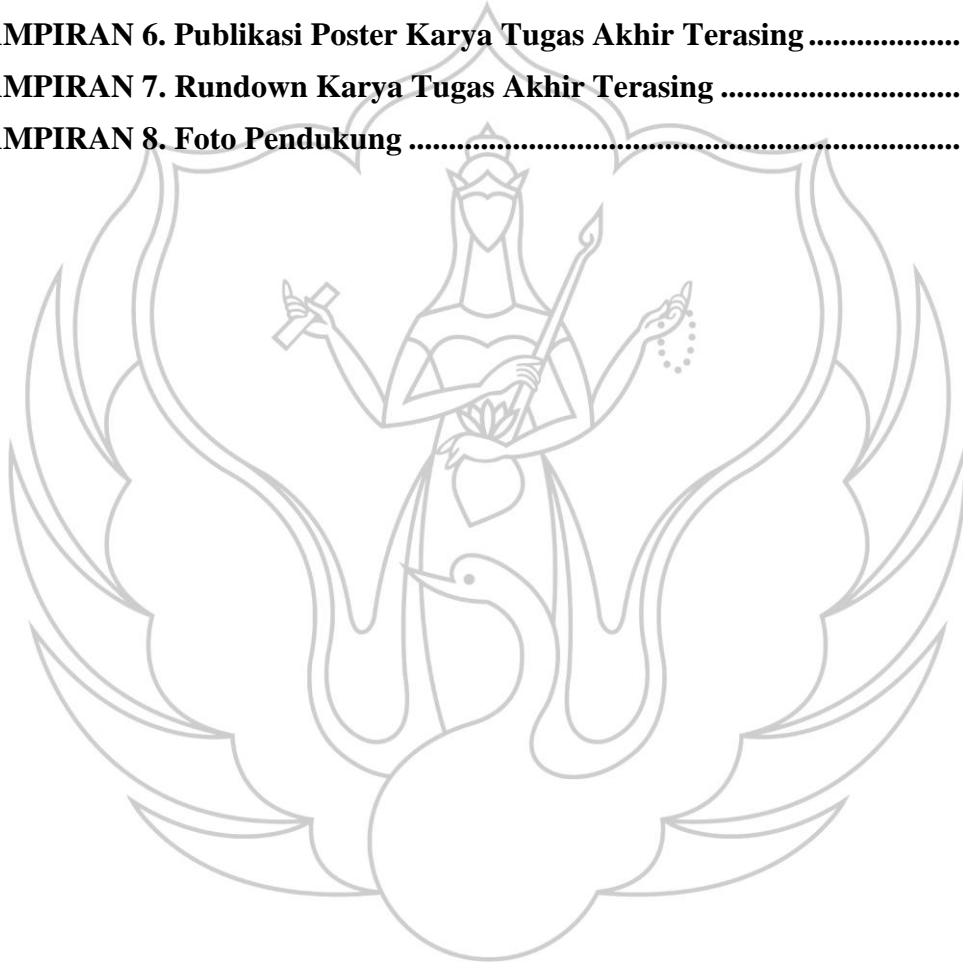 MPIRAN 6. Publikasi Poster Karya Tugas Akhir Terasing ...................
MPIRAN 7. Rundown Karya Tugas Akhir Terasing ..............................
MPIRAN 8. Foto Pendukung .....................................................................